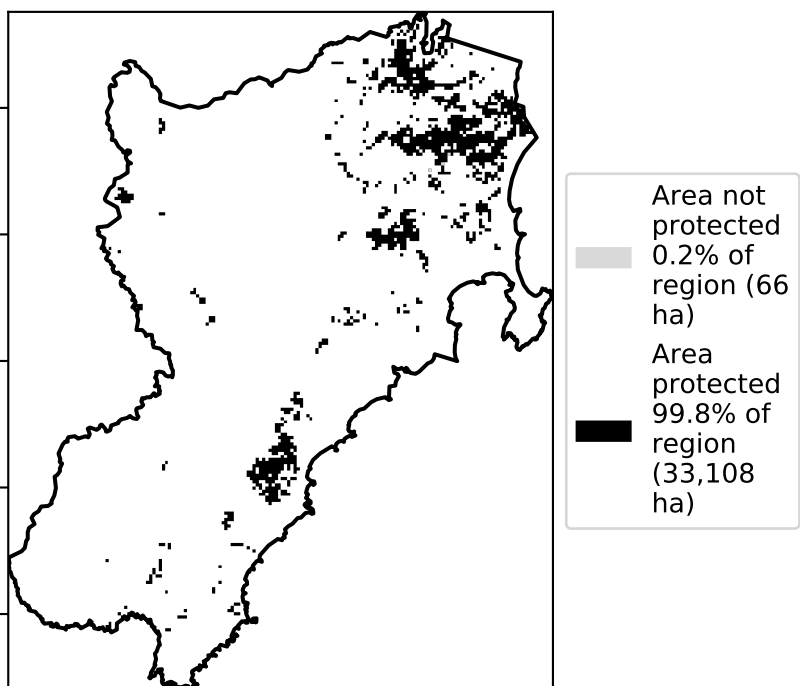 Area not
protected
0.2% of
region (66
ha)
Area
protected
99.8% of
region
(33,108
ha)